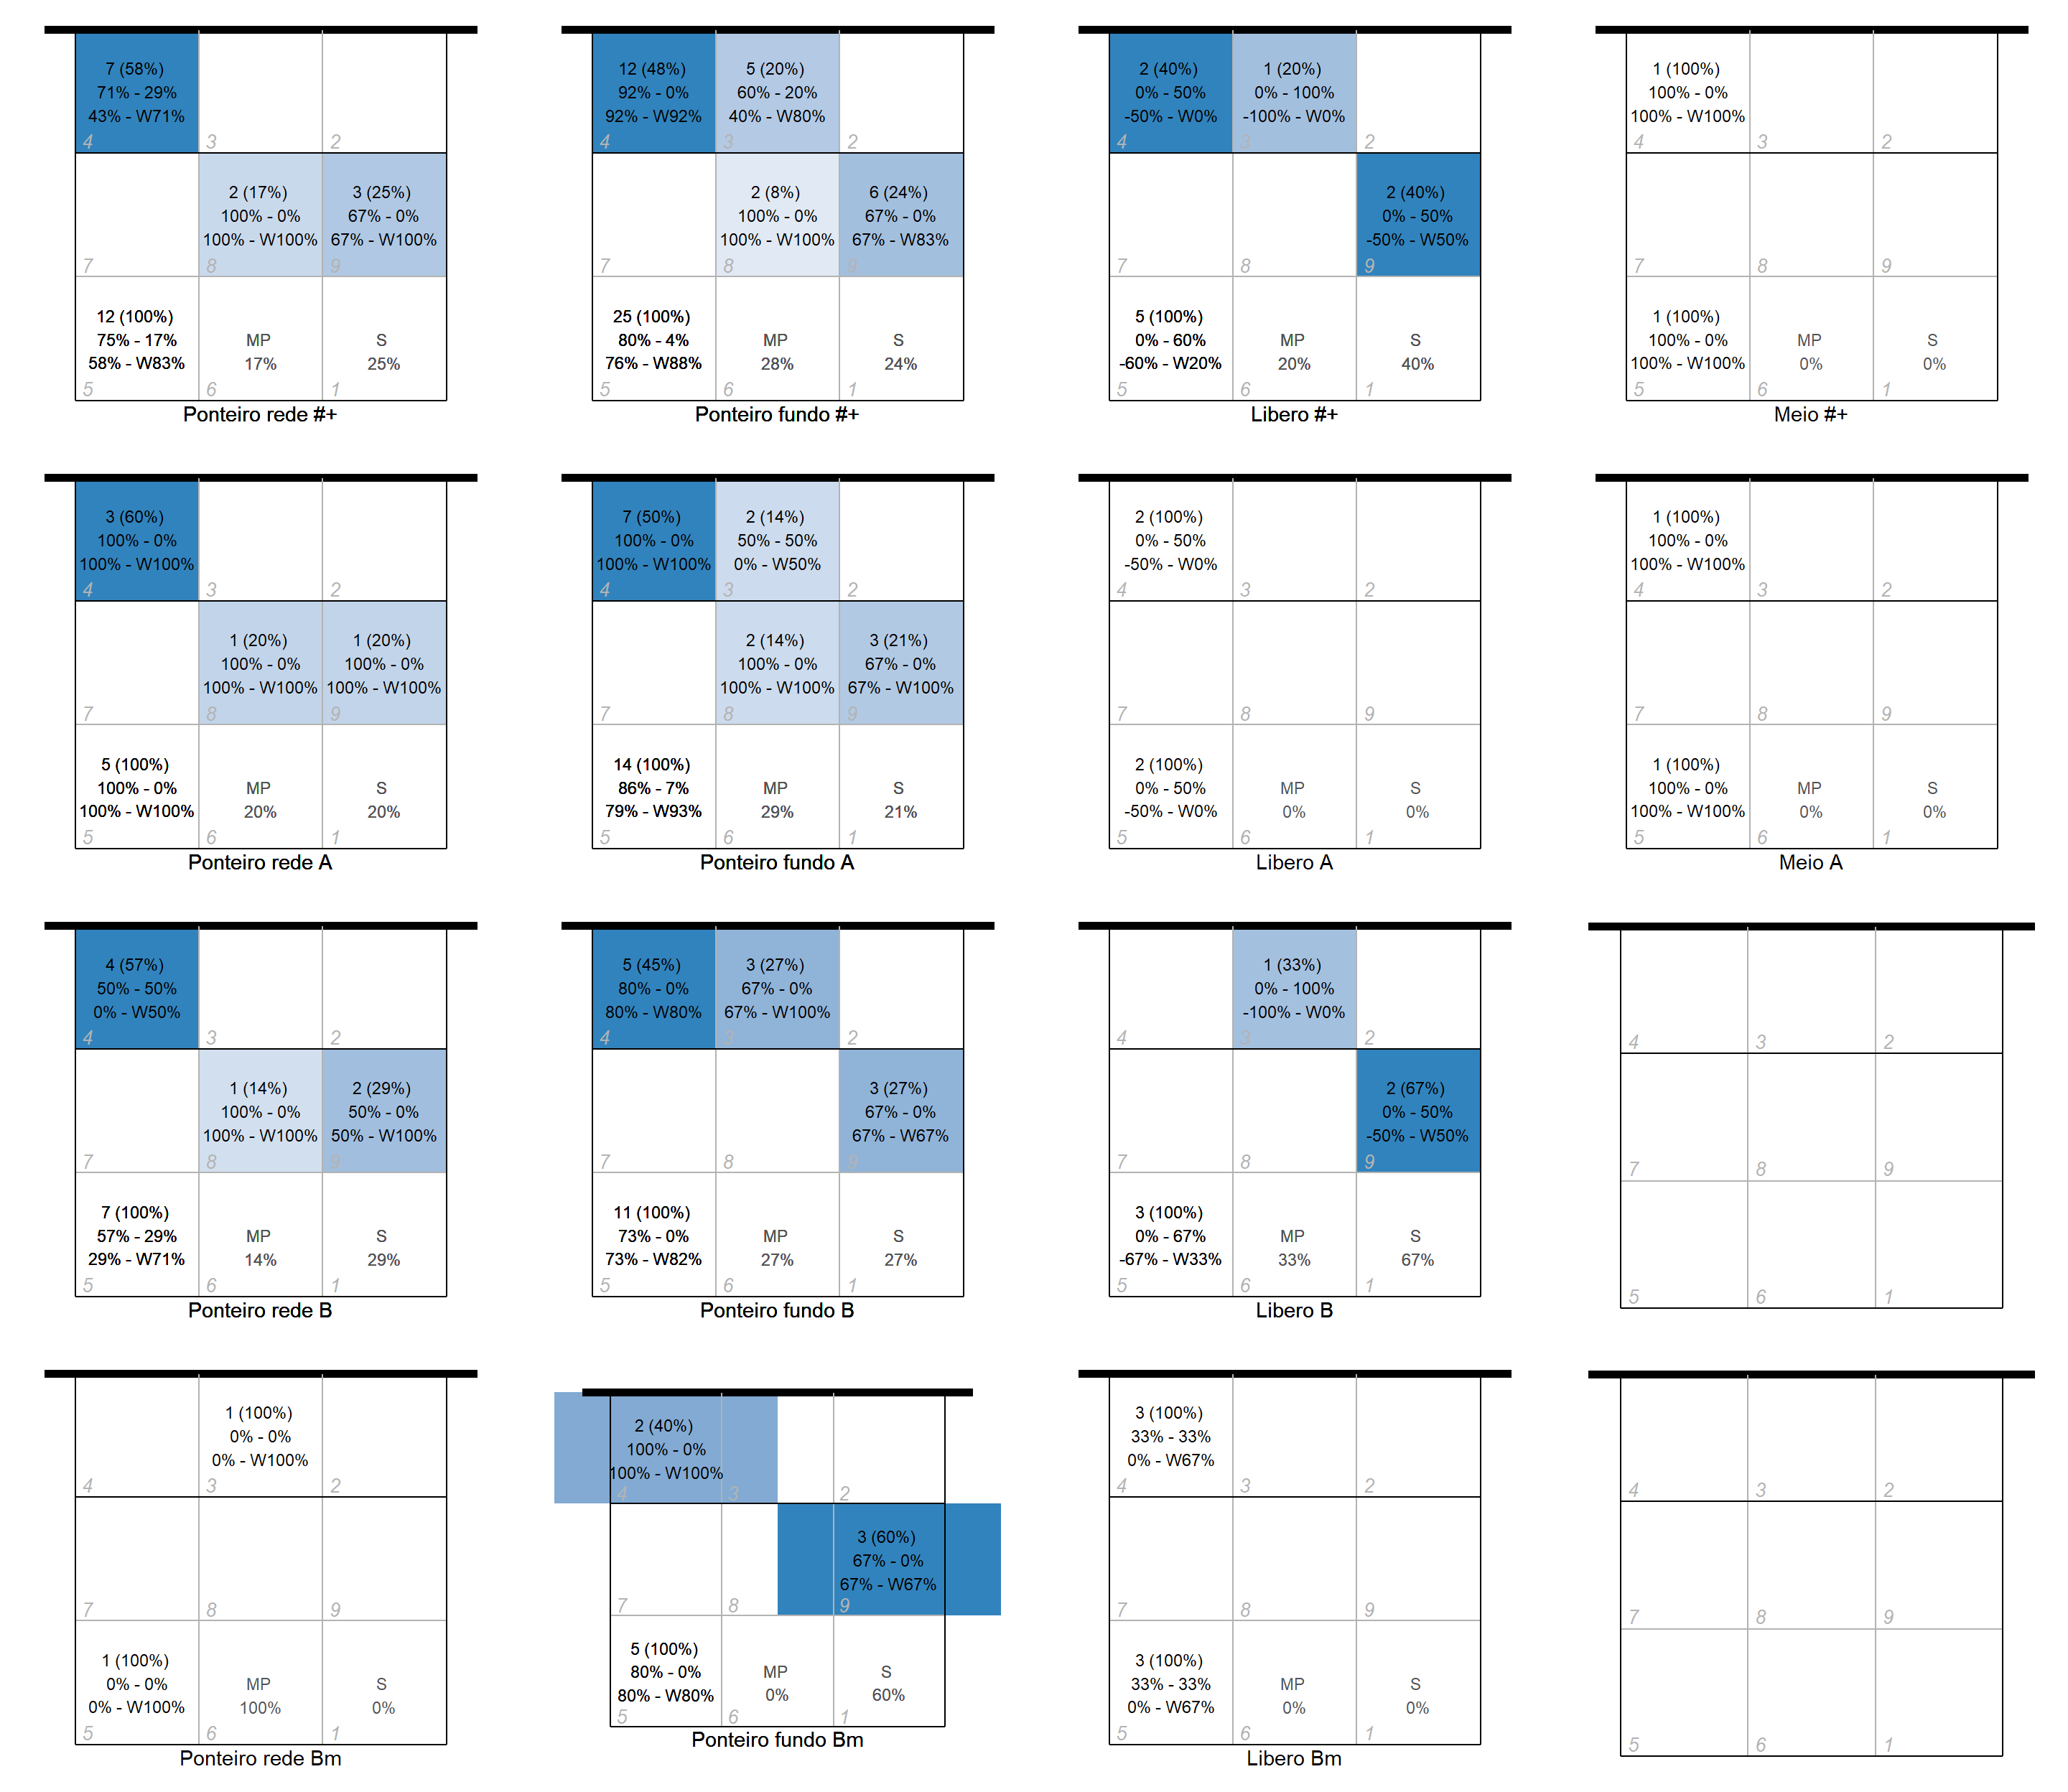 7 (58%)
71% - 29%
43% - W71%
4
3
2
2 (17%)
100% - 0%
100% - W100%
3 (25%)
67% - 0%
67% - W100%
7
8
9
12 (100%)
75% - 17%
58% - W83%
MP
17%
S
25%
5
6
1
Ponteiro rede #+
12 (48%)
92% - 0%
92% - W92%
5 (20%)
60% - 20%
40% - W80%
4
3
2
2 (8%)
100% - 0%
100% - W100%
6 (24%)
67% - 0%
67% - W83%
7
8
9
25 (100%)
80% - 4%
76% - W88%
MP
28%
S
24%
5
6
1
Ponteiro fundo #+
2 (40%)
0% - 50%
-50% - W0%
1 (20%)
0% - 100%
-100% - W0%
4
3
2
2 (40%)
0% - 50%
-50% - W50%
7
8
9
5 (100%)
0% - 60%
-60% - W20%
MP
20%
S
40%
5
6
1
Libero #+
1 (100%)
100% - 0%
100% - W100%
4
3
2
7
8
9
1 (100%)
100% - 0%
100% - W100%
MP
0%
S
0%
5
6
1
Meio #+
3 (60%)
100% - 0%
100% - W100%
4
3
2
1 (20%)
100% - 0%
100% - W100%
1 (20%)
100% - 0%
100% - W100%
7
8
9
5 (100%)
100% - 0%
100% - W100%
MP
20%
S
20%
5
6
1
Ponteiro rede A
7 (50%)
100% - 0%
100% - W100%
2 (14%)
50% - 50%
0% - W50%
4
3
2
2 (14%)
100% - 0%
100% - W100%
3 (21%)
67% - 0%
67% - W100%
7
8
9
14 (100%)
86% - 7%
79% - W93%
MP
29%
S
21%
5
6
1
Ponteiro fundo A
2 (100%)
0% - 50%
-50% - W0%
4
3
2
7
8
9
2 (100%)
0% - 50%
-50% - W0%
MP
0%
S
0%
5
6
1
Libero A
1 (100%)
100% - 0%
100% - W100%
4
3
2
7
8
9
1 (100%)
100% - 0%
100% - W100%
MP
0%
S
0%
5
6
1
Meio A
4 (57%)
50% - 50%
0% - W50%
4
3
2
1 (14%)
100% - 0%
100% - W100%
2 (29%)
50% - 0%
50% - W100%
7
8
9
7 (100%)
57% - 29%
29% - W71%
MP
14%
S
29%
5
6
1
Ponteiro rede B
5 (45%)
80% - 0%
80% - W80%
3 (27%)
67% - 0%
67% - W100%
4
3
2
3 (27%)
67% - 0%
67% - W67%
7
8
9
11 (100%)
73% - 0%
73% - W82%
MP
27%
S
27%
5
6
1
Ponteiro fundo B
1 (33%)
0% - 100%
-100% - W0%
4
3
2
2 (67%)
0% - 50%
-50% - W50%
7
8
9
3 (100%)
0% - 67%
-67% - W33%
MP
33%
S
67%
5
6
1
Libero B
4
3
2
7
8
9
5
6
1
1 (100%)
0% - 0%
0% - W100%
4
3
2
7
8
9
1 (100%)
0% - 0%
0% - W100%
MP
100%
S
0%
5
6
1
Ponteiro rede Bm
2 (40%)
100% - 0%
100% - W100%
4
3
2
3 (60%)
67% - 0%
67% - W67%
7
8
9
5 (100%)
80% - 0%
80% - W80%
MP
0%
S
60%
5
6
1
Ponteiro fundo Bm
3 (100%)
33% - 33%
0% - W67%
4
3
2
7
8
9
3 (100%)
33% - 33%
0% - W67%
MP
0%
S
0%
5
6
1
Libero Bm
4
3
2
7
8
9
5
6
1